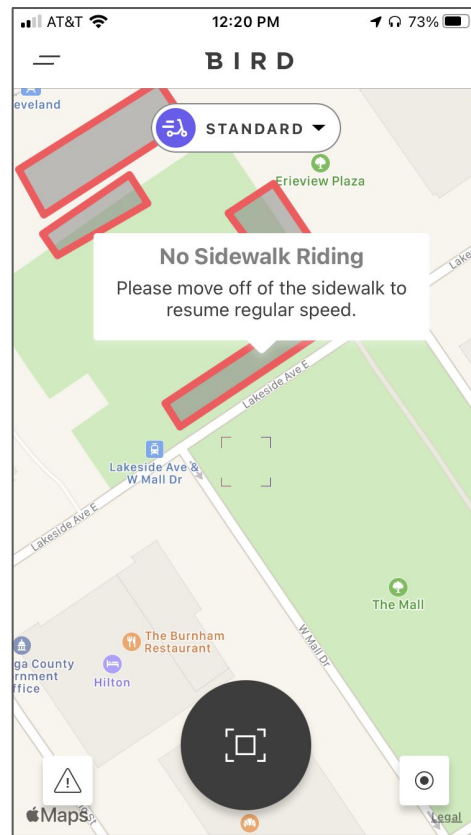 AT&T 12:20 PM 73%
BIRD
eveland
STANDARD
Erieview Plaza
Lake
No Sidewalk Riding
Please move off of the sidewalk to
resume regular speed.
Lakeside Ave E
Lakeside Ave &
W Mall Dr
Lakeside Ave E
The Mall
W Mall Dr
The Burnham
Restaurant
ga County
rnment
ffice
Hilton
Maps
Legal